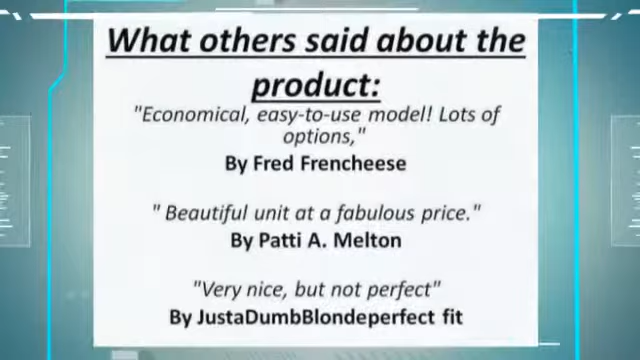 What others said about the
product:
"Economical, easy-to-use model! Lots of
options,"
By Fred Frencheese
" Beautiful unit at a fabulous price."
By Patti A. Melton
"Very nice, but not perfect"
By JustaDumbBlondeperfect fit